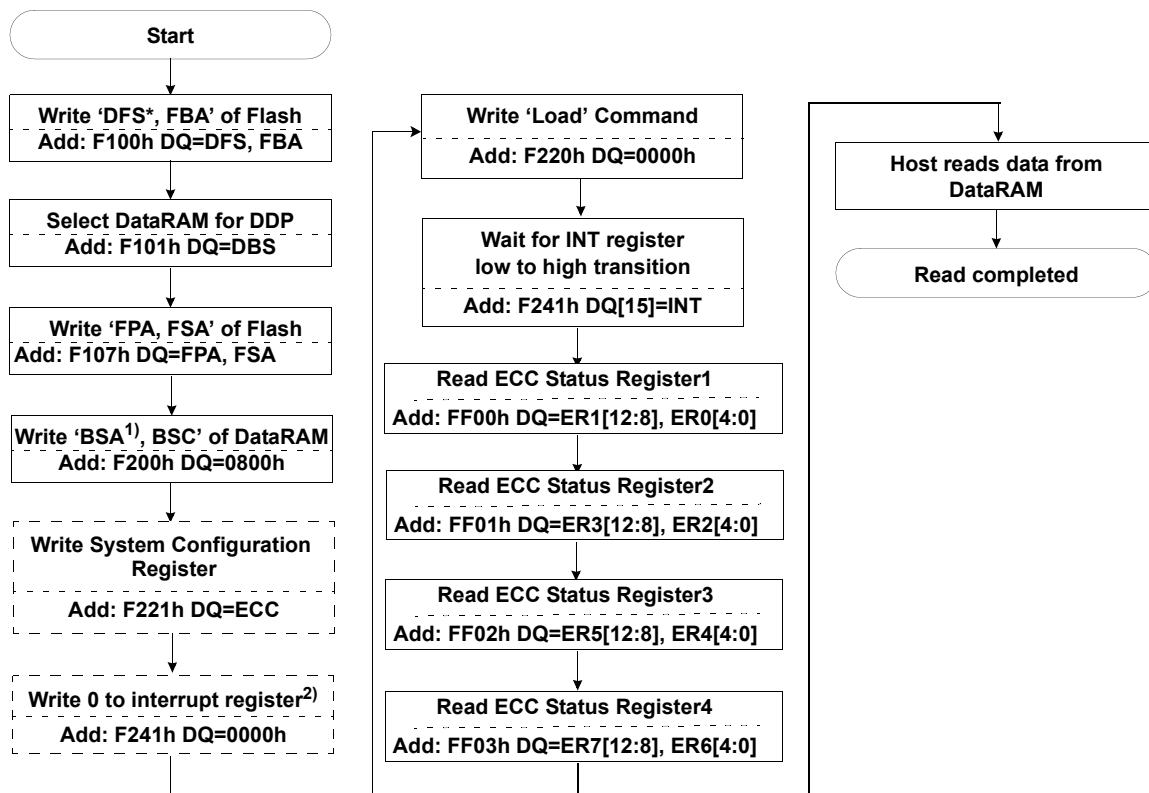 Start
Write ‘DFS*, FBA’ of Flash
Add: F100h DQ=DFS, FBA
Select DataRAM for DDP
Add: F101h DQ=DBS
Write ‘FPA, FSA’ of Flash
Add: F107h DQ=FPA, FSA
Write ‘BSA1), BSC’ of DataRAM
Add: F200h DQ=0800h
Write System Configuration
Register
Add: F221h DQ=ECC
Write 0 to interrupt register2)
Add: F241h DQ=0000h
Write ‘Load’ Command
Add: F220h DQ=0000h
Wait for INT register
low to high transition
Add: F241h DQ[15]=INT
Read ECC Status Register1
Add: FF00h DQ=ER1[12:8], ER0[4:0]
Read ECC Status Register2
Add: FF01h DQ=ER3[12:8], ER2[4:0]
Read ECC Status Register3
Add: FF02h DQ=ER5[12:8], ER4[4:0]
Read ECC Status Register4
Add: FF03h DQ=ER7[12:8], ER6[4:0]
Host reads data from
DataRAM
Read completed